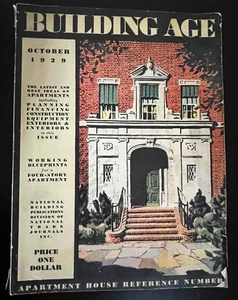 BUILDING AGE
OCTOBER
1929
THE LATEST AND
BEST IDEAS ON
APARTMENTS
including
PLANNING
FINANCING
CONSTRUCTION
EQUIPMENT
EXTERIORS &
INTERIORS
in this
ISSUE
WORKING
BLUEPRINTS
for a
FOUR-STORY
APARTMENT
NATIONAL
BUILDING
PUBLICATIONS
DIVISION OF
NATIONAL
TRADE
JOURNALS
INC.
PRICE
ONE
DOLLAR
APARTMENT HOUSE REFERENCE NUMBER